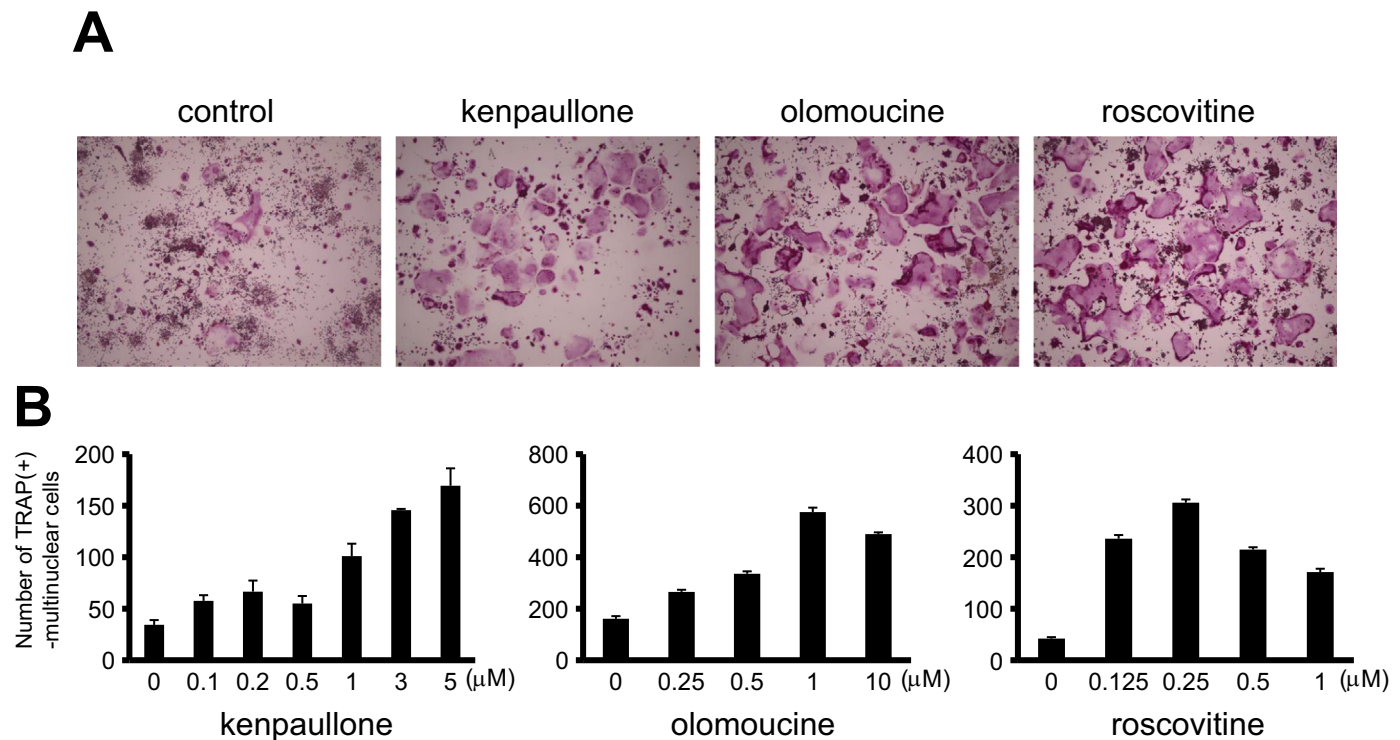 A
control kenpaullone olomoucine roscovitine
B
Number of TRAP(+)
-multinuclear cells
200
150
100
50
0
0 0.1 0.2 0.5 1 3 5 (μM)
kenpaullone
800
600
400
200
0
0 0.25 0.5 1 10 (μM)
olomoucine
400
300
200
100
0
0 0.125 0.25 0.5 1 (μM)
roscovitine